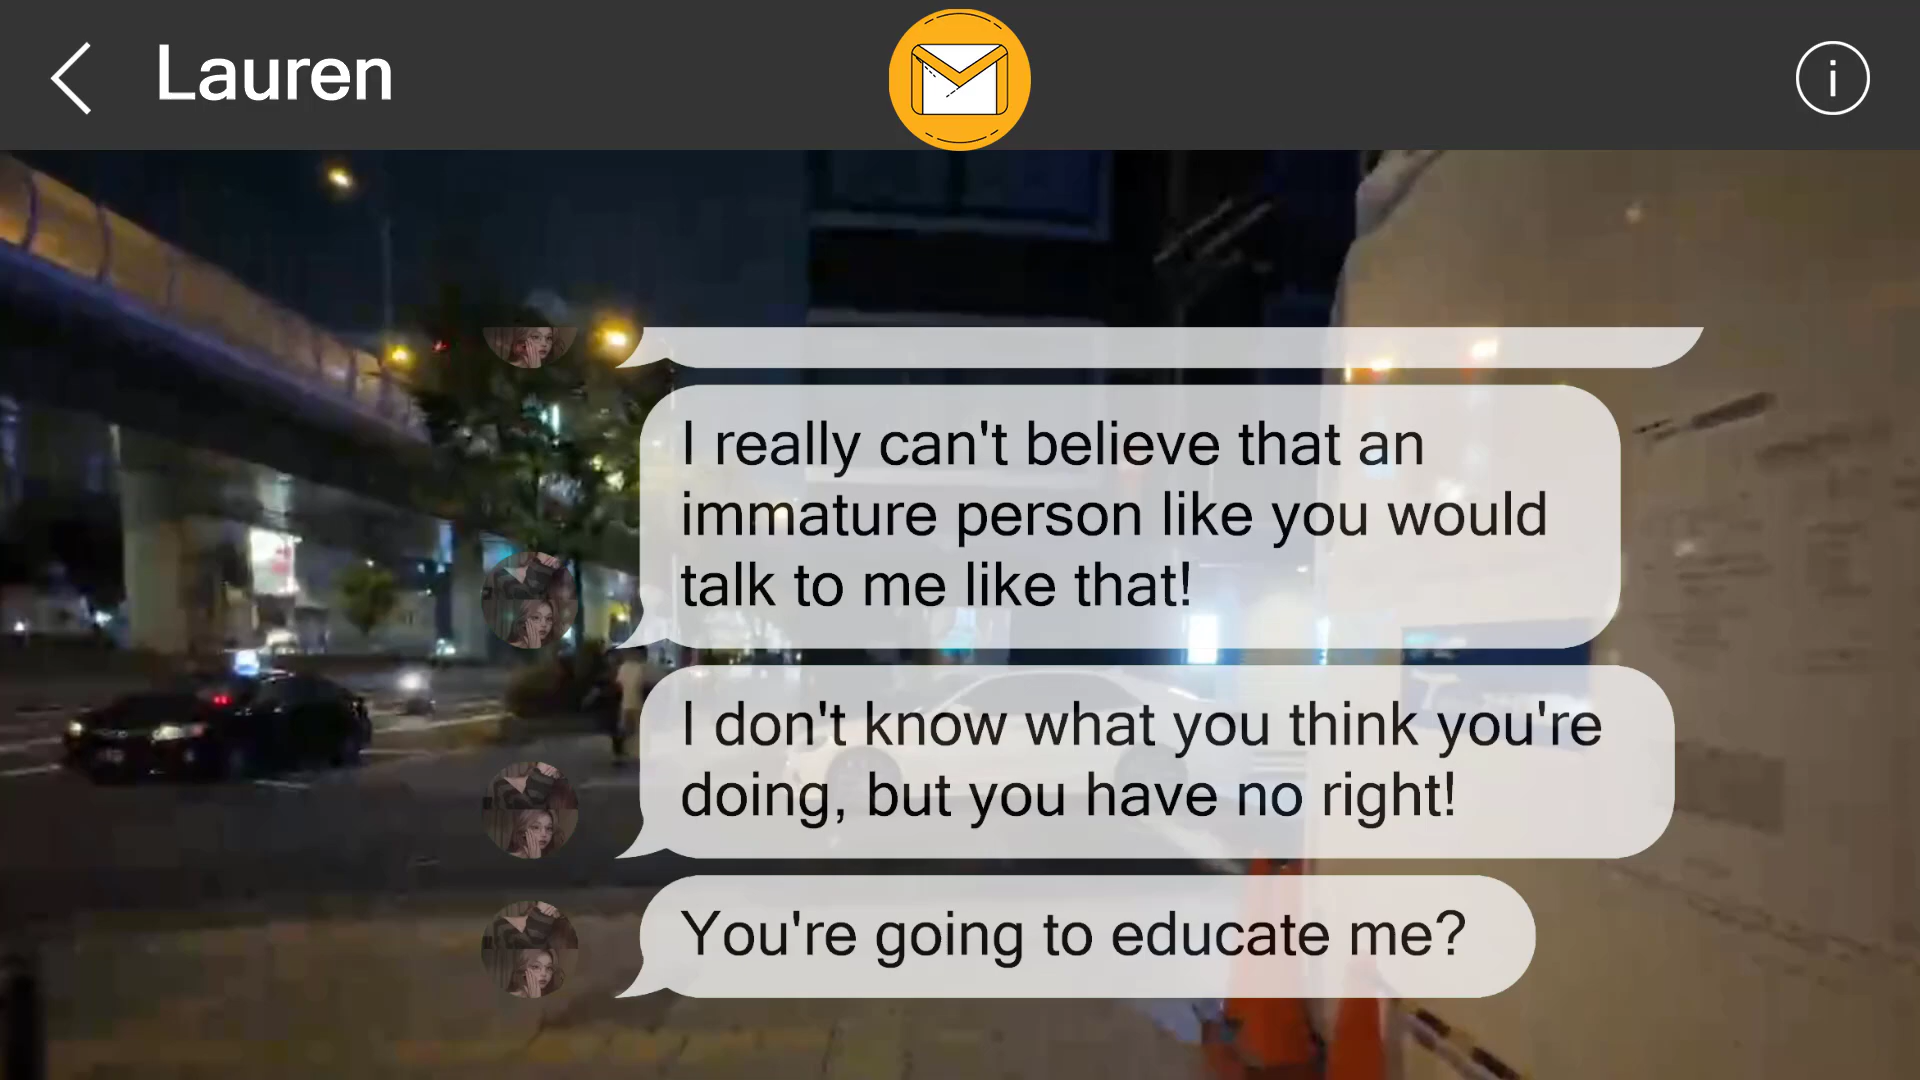 Lauren
I really can't believe that an
immature person like you would
talk to me like that!
I don't know what you think you're
doing, but you have no right!
You're going to educate me?